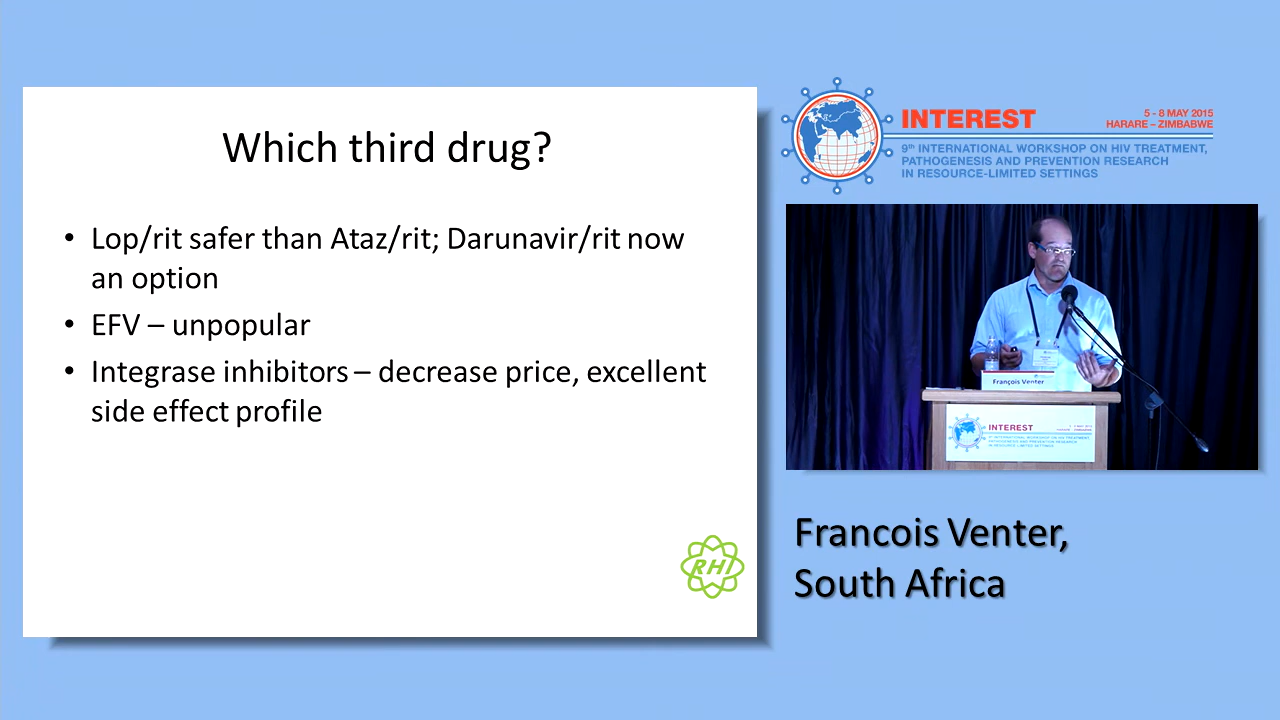 Which third drug?
• Lop/rit safer than Ataz/rit; Darunavir/rit now
an option
• EFV – unpopular
• Integrase inhibitors – decrease price, excellent
side effect profile
RHI
INTEREST
5 - 8 MAY 2015
HARARE – ZIMBABWE
9th INTERNATIONAL WORKSHOP ON HIV TREATMENT,
PATHOGENESIS AND PREVENTION RESEARCH
IN RESOURCE-LIMITED SETTINGS
François Venter
INTEREST
Francois Venter,
South Africa